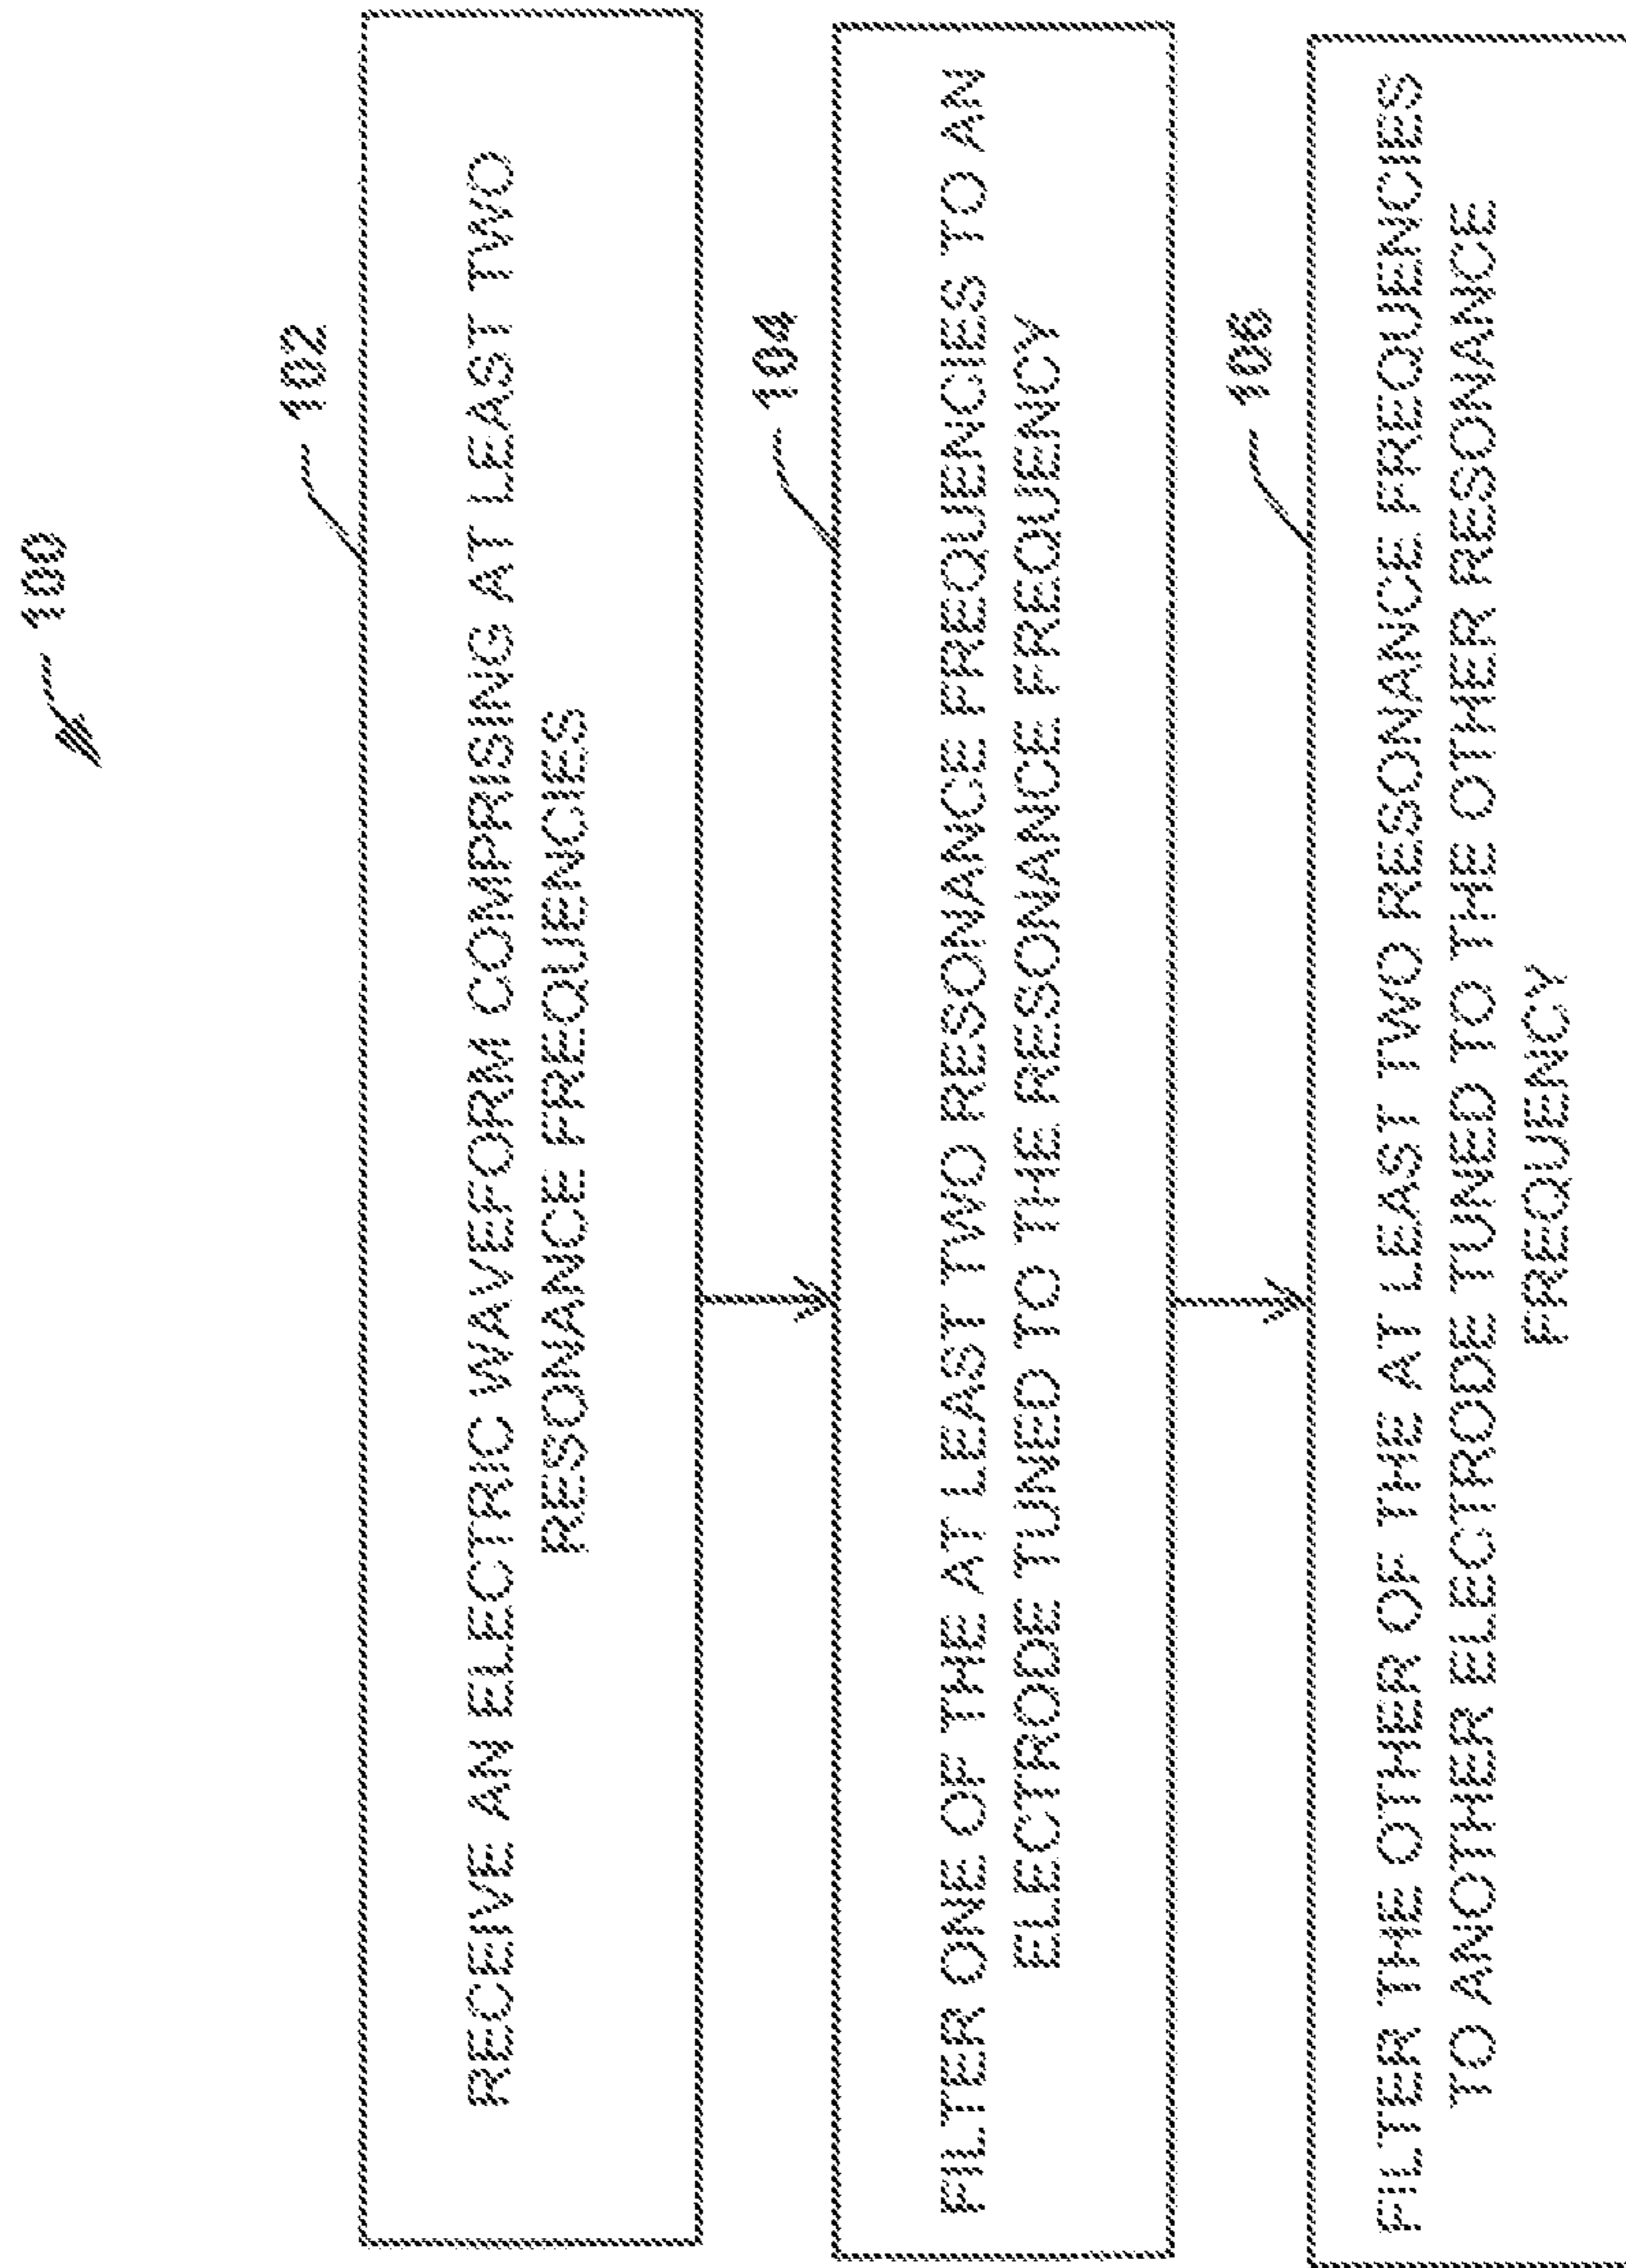 100
102
RECEIVE AN ELECTRIC WAVEFORM COMPRISING AT LEAST TWO
RESONANCE FREQUENCIES
104
FILTER ONE OF THE AT LEAST TWO RESONANCE FREQUENCIES TO AN
ELECTRODE TUNED TO THE RESONANCE FREQUENCY
106
FILTER THE OTHER OF THE AT LEAST TWO RESONANCE FREQUENCIES
TO ANOTHER ELECTRODE TUNED TO THE OTHER RESONANCE
FREQUENCY